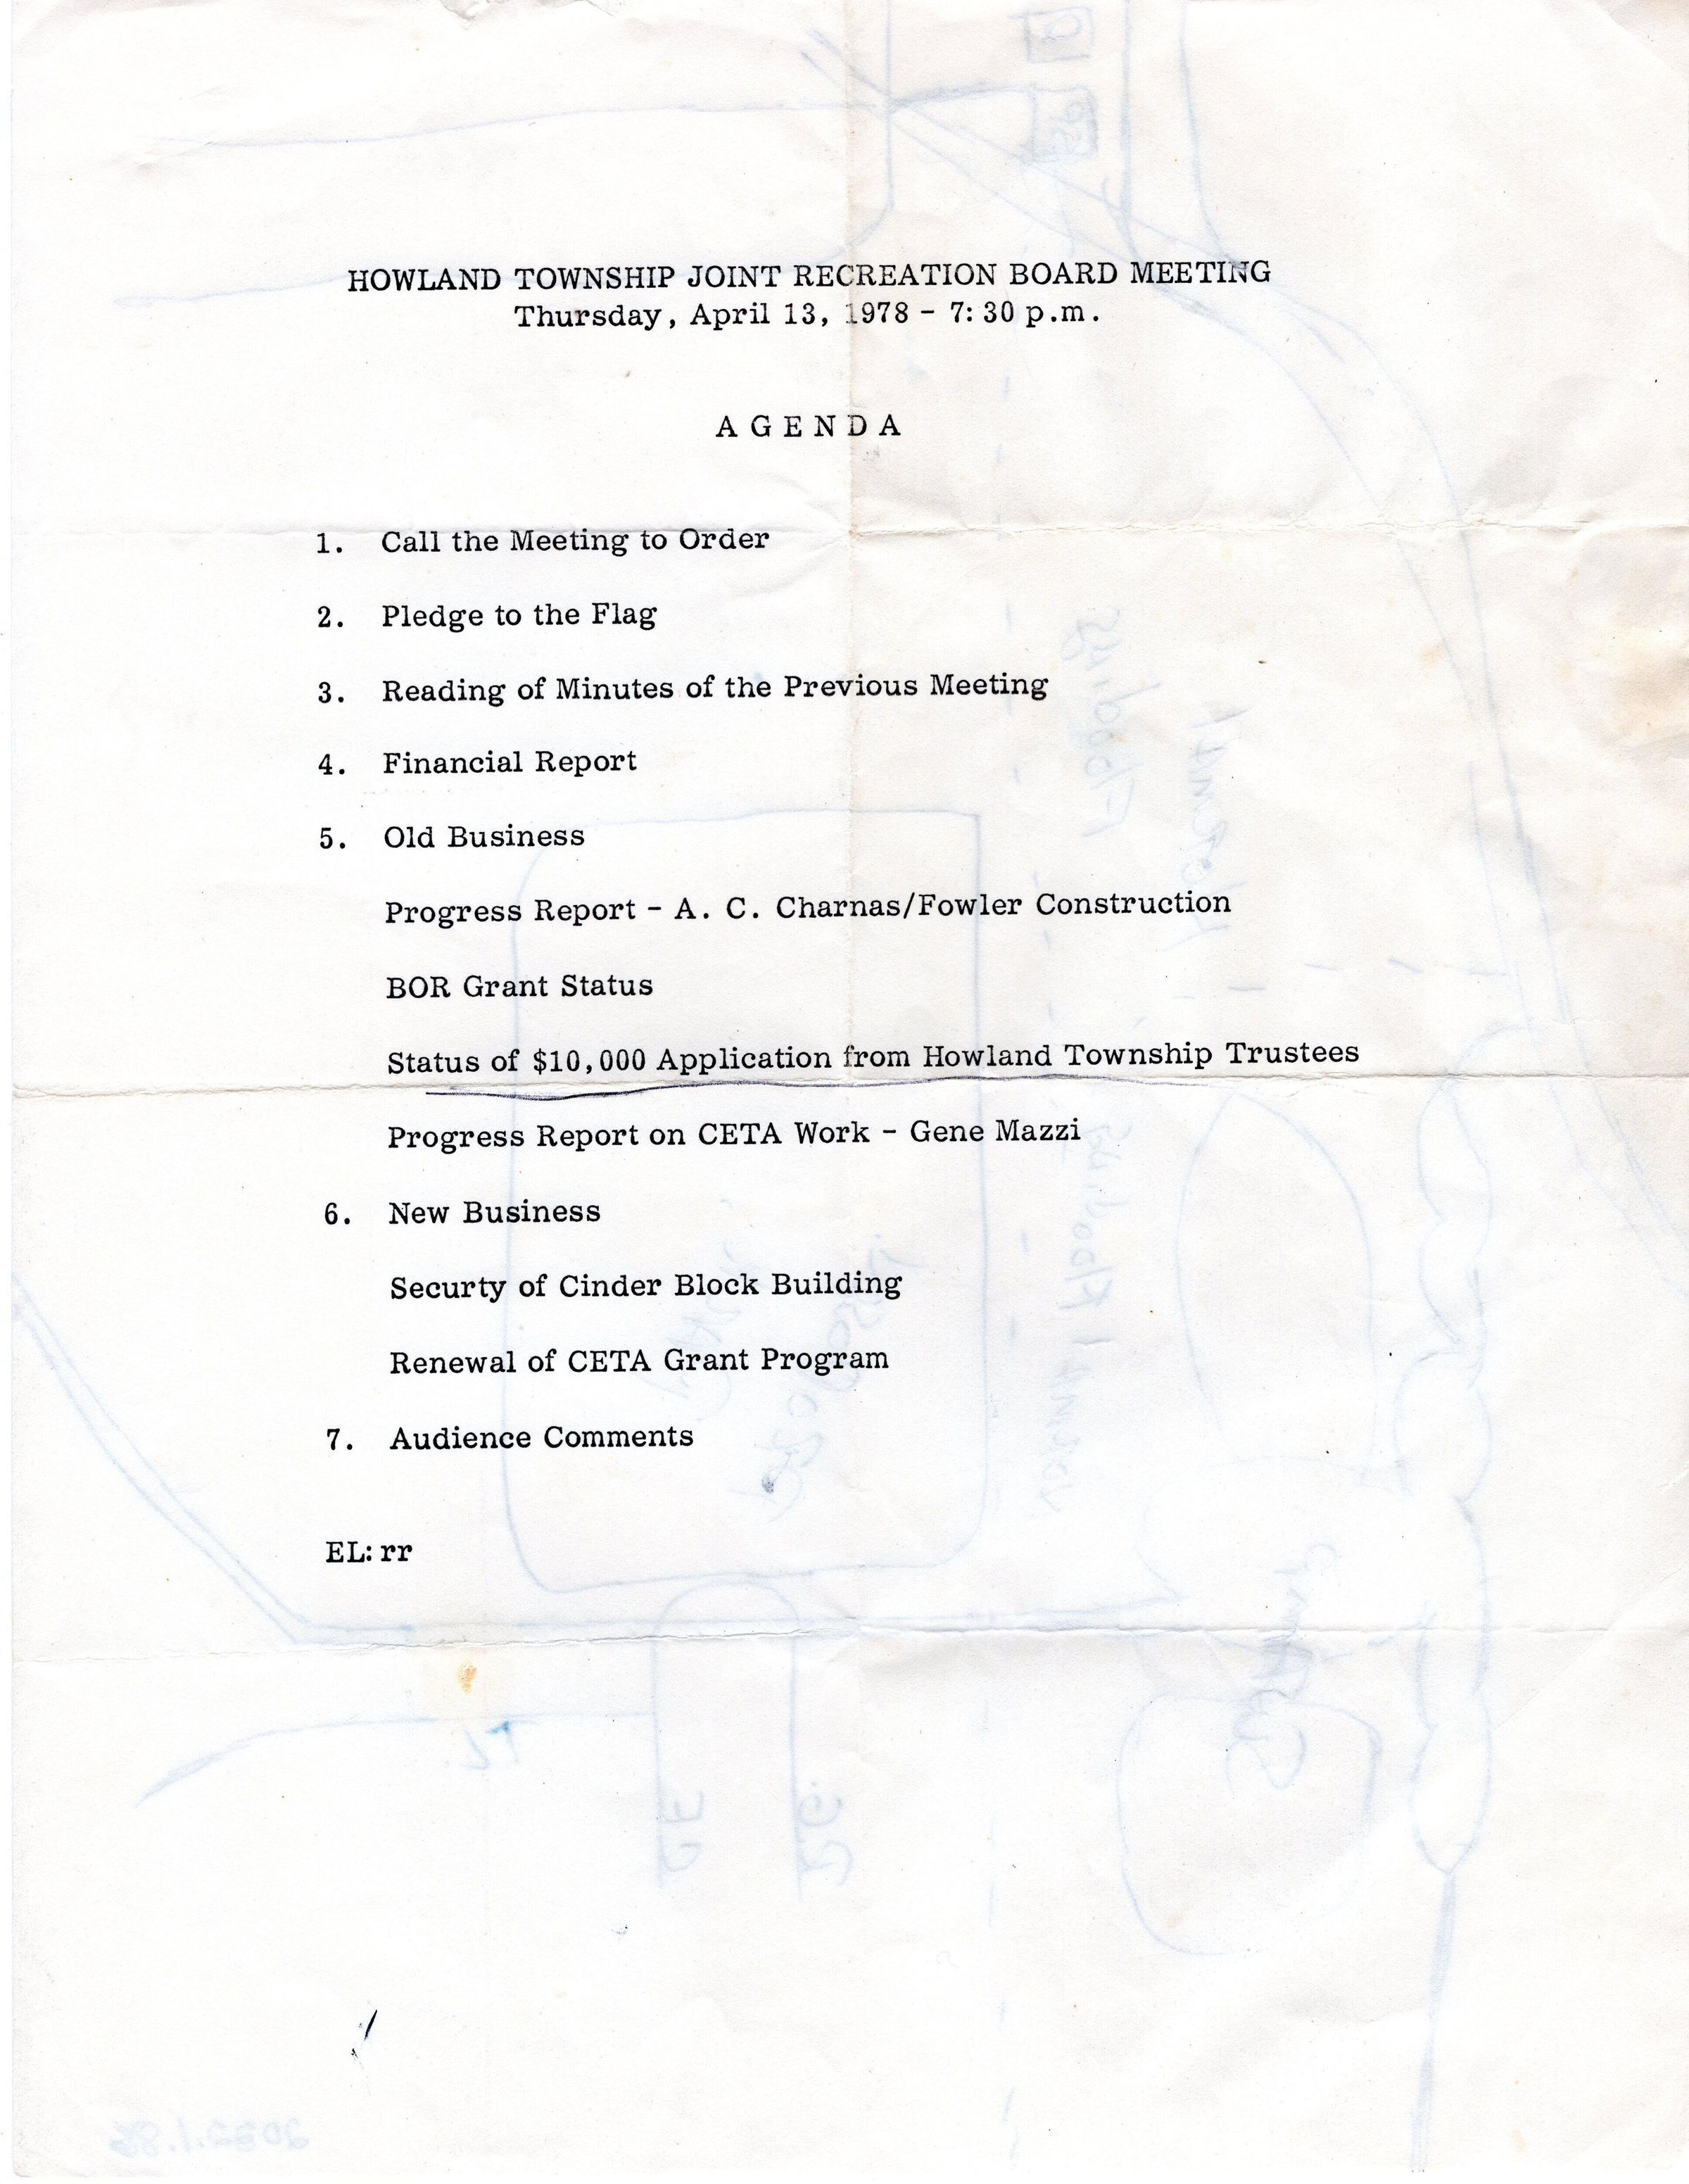 HOWLAND TOWNSHIP JOINT RECREATION BOARD MEETING
Thursday, April 13, 1978 - 7:30 p.m.
A G E N D A
1. Call the Meeting to Order
2. Pledge to the Flag
3. Reading of Minutes of the Previous Meeting
4. Financial Report
5. Old Business
Progress Report - A. C. Charnas/Fowler Construction
BOR Grant Status
Status of $10,000 Application from Howland Township Trustees
Progress Report on CETA Work - Gene Mazzi
6. New Business
Securty of Cinder Block Building
Renewal of CETA Grant Program
7. Audience Comments
EL:rr